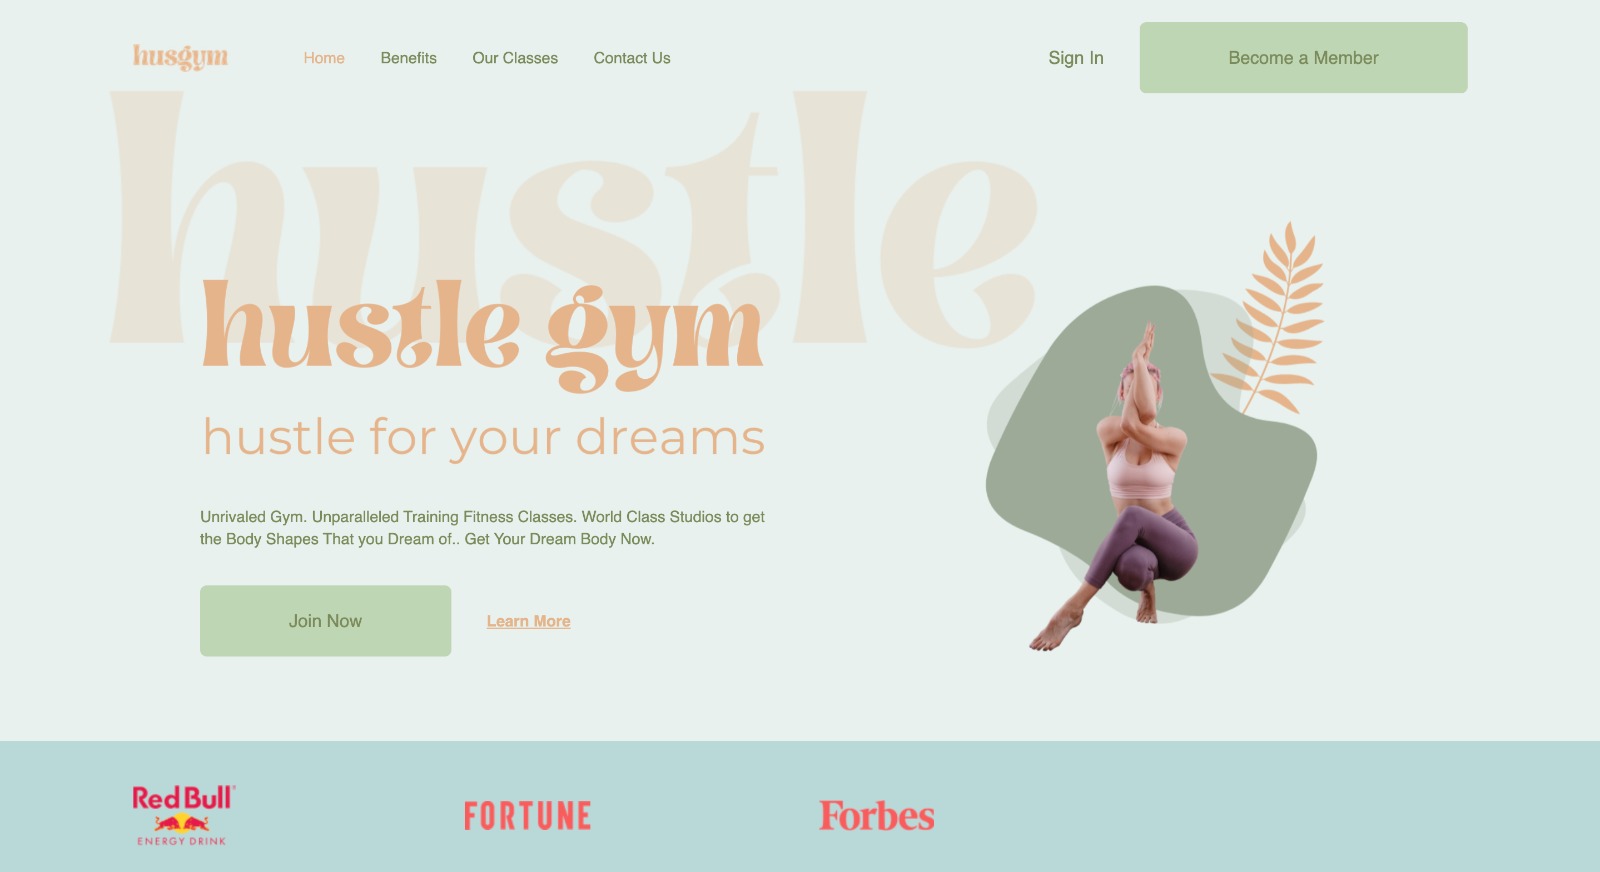 husgym
Home
Benefits
Our Classes
Contact Us
Sign In
Become a Member
hustle
hustle gym
hustle for your dreams
Unrivaled Gym. Unparalleled Training Fitness Classes. World Class Studios to get
the Body Shapes That you Dream of.. Get Your Dream Body Now.
Join Now
Learn More
Red Bull
ENERGY DRINK
FORTUNE
Forbes